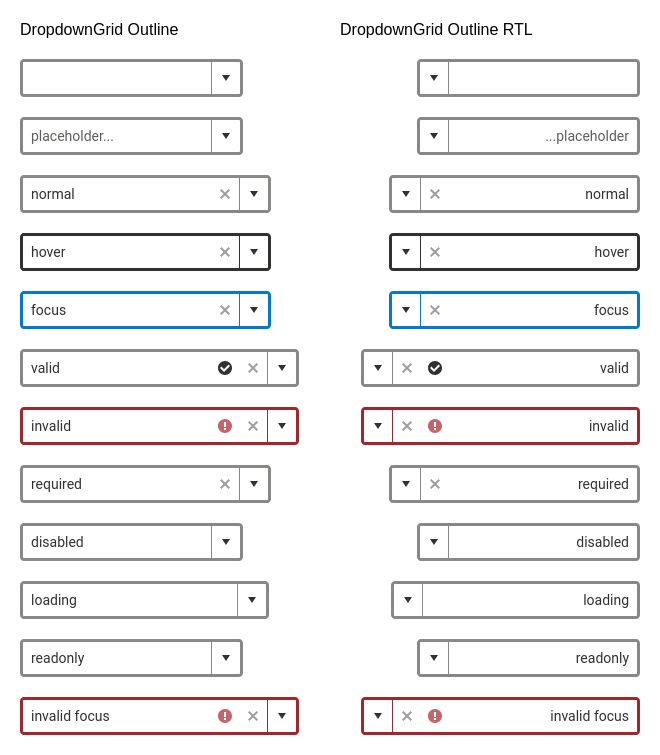 DropdownGrid Outline
DropdownGrid Outline RTL
placeholder...
...placeholder
normal
normal
hover
hover
focus
focus
valid
valid
invalid
invalid
required
required
disabled
disabled
loading
loading
readonly
readonly
invalid focus
invalid focus